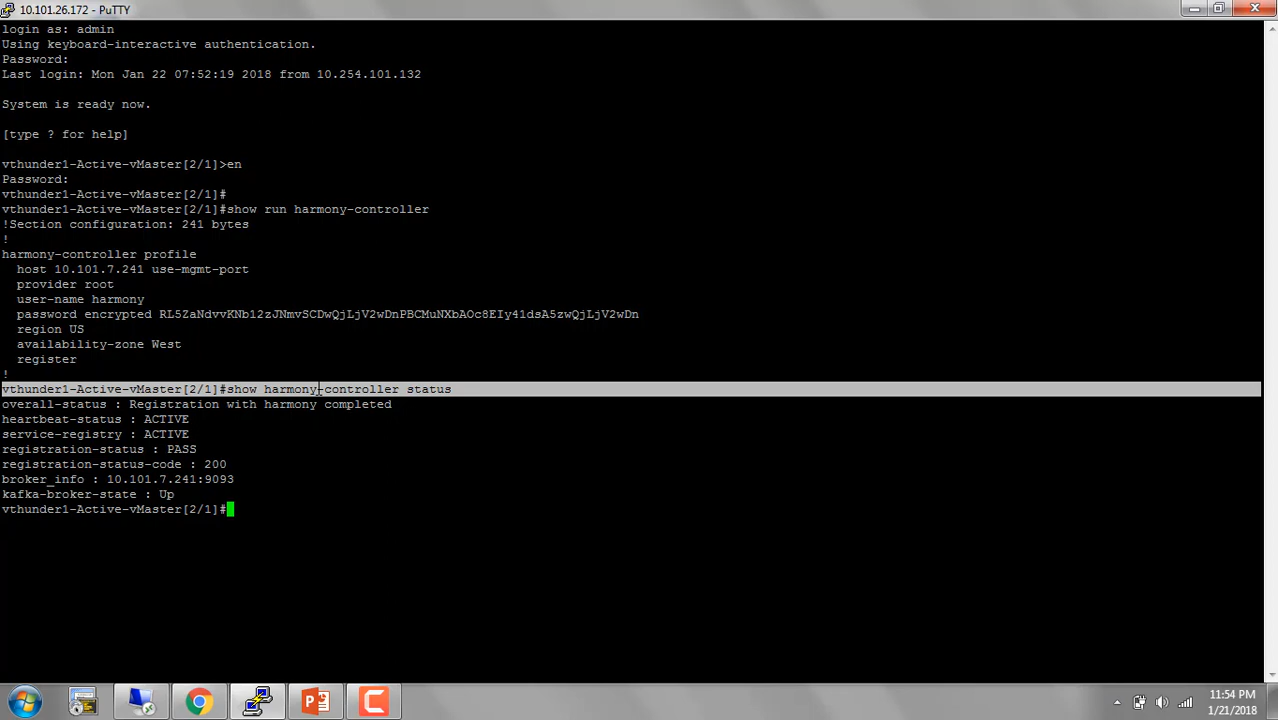 10.101.26.172 - PuTTY
login as: admin
Using keyboard-interactive authentication.
Password:
Last login: Mon Jan 22 07:52:19 2018 from 10.254.101.132
System is ready now.
[type ? for help]
vthunder1-Active-vMaster[2/1]>en
Password:
vthunder1-Active-vMaster[2/1]#
vthunder1-Active-vMaster[2/1]#show run harmony-controller
!Section configuration: 241 bytes
!
harmony-controller profile
host 10.101.7.241 use-mgmt-port
provider root
user-name harmony
password encrypted RL5ZaNdvvKNb12zJNmvSCDwQjLjV2wDnPBCMuNXbAOc8EIy41dsA5zwQjLjV2wDn
region US
availability-zone West
register
!
vthunder1-Active-vMaster[2/1]#show harmony-controller status
overall-status : Registration with harmony completed
heartbeat-status : ACTIVE
service-registry : ACTIVE
registration-status : PASS
registration-status-code : 200
broker_info : 10.101.7.241:9093
kafka-broker-state : Up
vthunder1-Active-vMaster[2/1]#
11:54 PM
1/21/2018